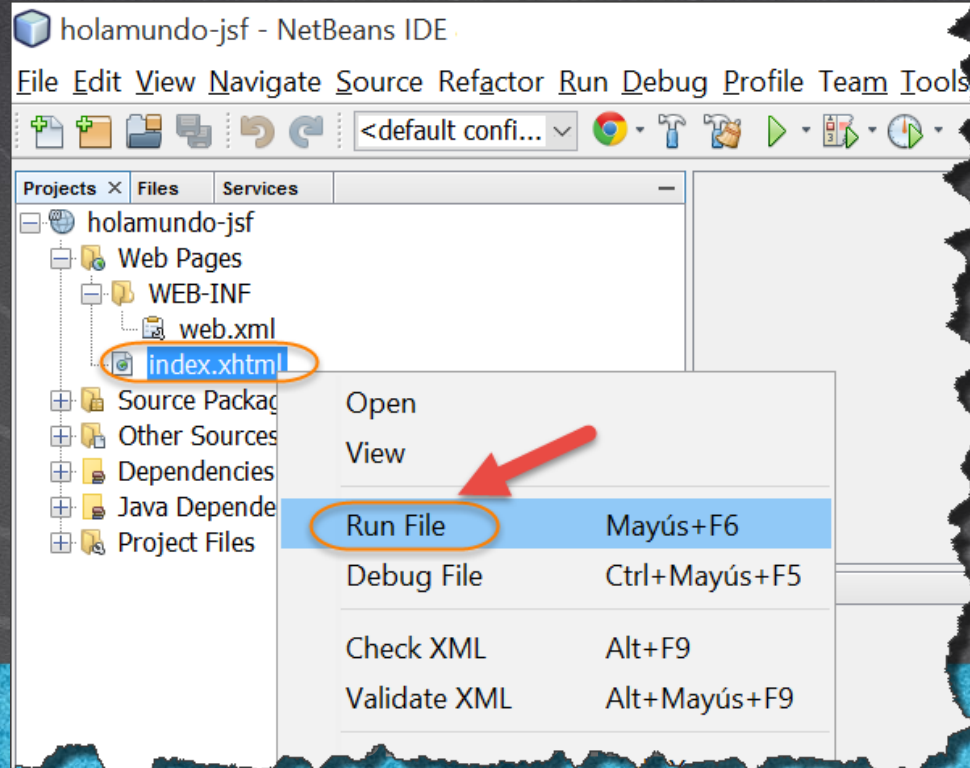 holamundo-jsf - NetBeans IDE
File Edit View Navigate Source Refactor Run Debug Profile Team Tools
<default confi...
Projects Files Services
holamundo-jsf
Web Pages
WEB-INF
web.xml
index.xhtml
Source Packag
Other Sources
Dependencies
Java Depende
Project Files
Open
View
Run File Mayús+F6
Debug File Ctrl+Mayús+F5
Check XML Alt+F9
Validate XML Alt+Mayús+F9